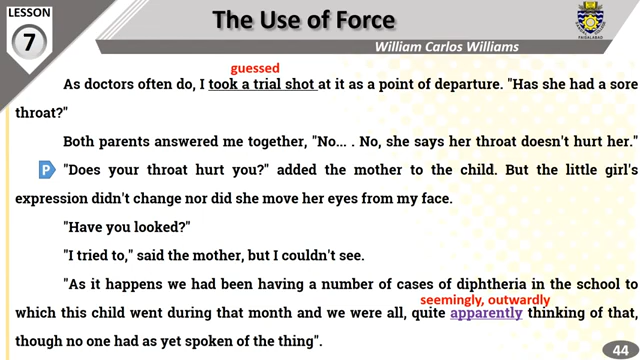 LESSON
7
The Use of Force
William Carlos Williams
FAISALABAD
guessed
As doctors often do, I took a trial shot at it as a point of departure. "Has she had a sore
throat?"
Both parents answered me together, "No... . No, she says her throat doesn't hurt her."
P "Does your throat hurt you?" added the mother to the child. But the little girl's
expression didn't change nor did she move her eyes from my face.
"Have you looked?"
"I tried to," said the mother, but I couldn't see.
"As it happens we had been having a number of cases of diphtheria in the school to
seemingly, outwardly
which this child went during that month and we were all, quite apparently thinking of that,
though no one had as yet spoken of the thing".
44